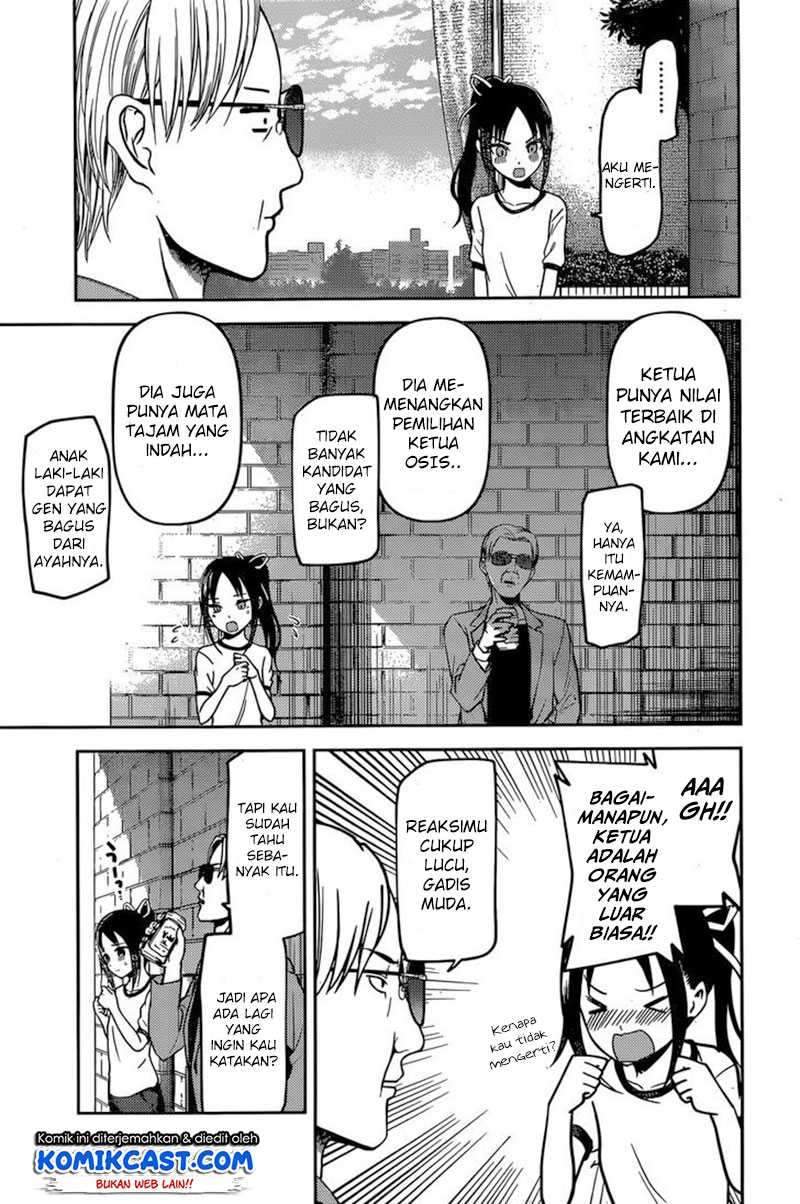 ........
AKU ME-
NGERTI.
KETUA
PUNYA NILAI
TERBAIK DI
ANGKATAN
KAMI...
YA,
HANYA
ITU
KEMAM-
PUAN-
NYA.
DIA ME-
MENANGKAN
PEMILIHAN
KETUA
OSIS..
TIDAK
BANYAK
KANDIDAT
YANG
BAGUS,
BUKAN?
DIA JUGA
PUNYA MATA
TAJAM YANG
INDAH...
ANAK
LAKI-LAKI
DAPAT
GEN YANG
BAGUS
DARI
AYAHNYA.
AAA
GH!!
BAGAI-
MANAPUN,
KETUA
ADALAH
ORANG
YANG
LUAR
BIASA!!
Kenapa
kau tidak
mengerti?
REAKSIMU
CUKUP
LUCU,
GADIS
MUDA.
TAPI KAU
SUDAH
TAHU
SEBA-
NYAK ITU.
JADI APA
ADA LAGI
YANG
INGIN KAU
KATAKAN?
Komik ini diterjemahkan & diedit oleh
KOMIKCAST.COM
BUKAN WEB LAIN!!